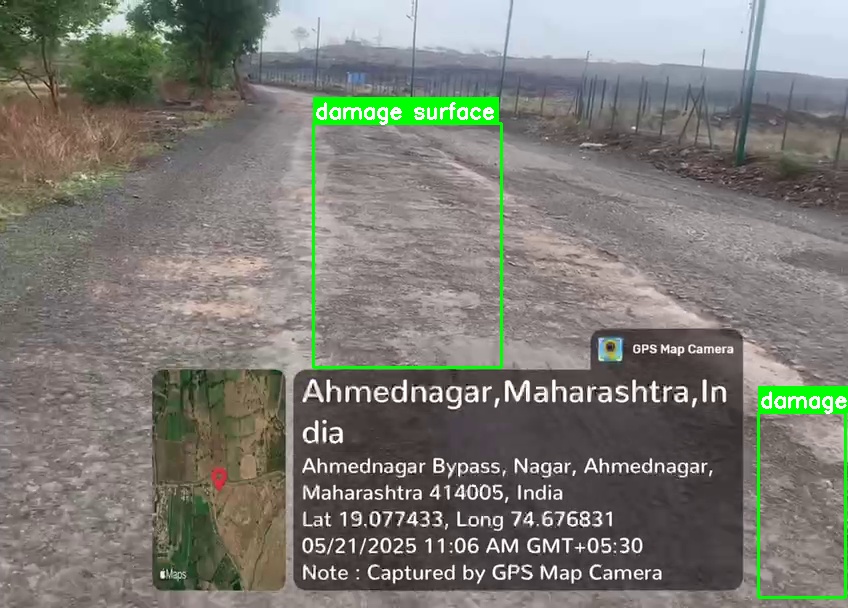 damage surface
GPS Map Camera
Ahmednagar,Maharashtra,In
dia
damage
Ahmednagar Bypass, Nagar, Ahmednagar,
Maharashtra 414005, India
Lat 19.077433, Long 74.676831
05/21/2025 11:06 AM GMT+05:30
Note : Captured by GPS Map Camera
Maps